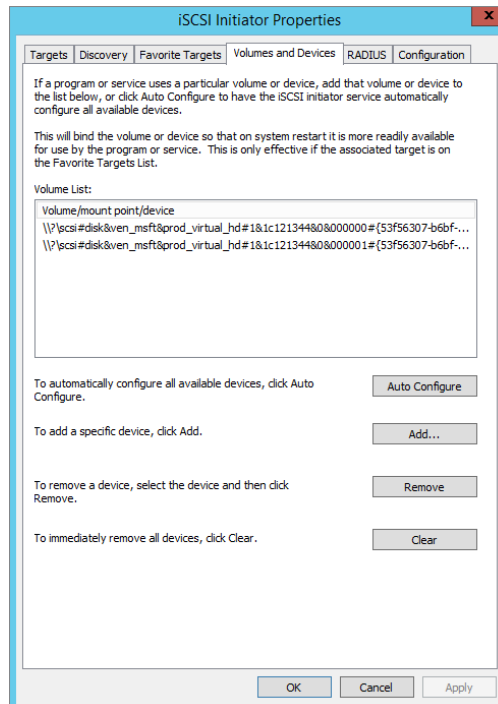 iSCSI Initiator Properties
x
Targets Discovery Favorite Targets Volumes and Devices RADIUS Configuration
If a program or service uses a particular volume or device, add that volume or device to
the list below, or click Auto Configure to have the iSCSI initiator service automatically
configure all available devices.
This will bind the volume or device so that on system restart it is more readily available
for use by the program or service.  This is only effective if the associated target is on
the Favorite Targets List.
Volume List:
Volume/mount point/device
\\?\scsi#disk&ven_msft&prod_virtual_hd#1&1c121344&0&000000#{53f56307-b6bf-...
\\?\scsi#disk&ven_msft&prod_virtual_hd#1&1c121344&0&000001#{53f56307-b6bf-...
To automatically configure all available devices, click Auto
Configure.
Auto Configure
To add a specific device, click Add.
Add...
To remove a device, select the device and then click
Remove.
Remove
To immediately remove all devices, click Clear.
Clear
OK Cancel Apply